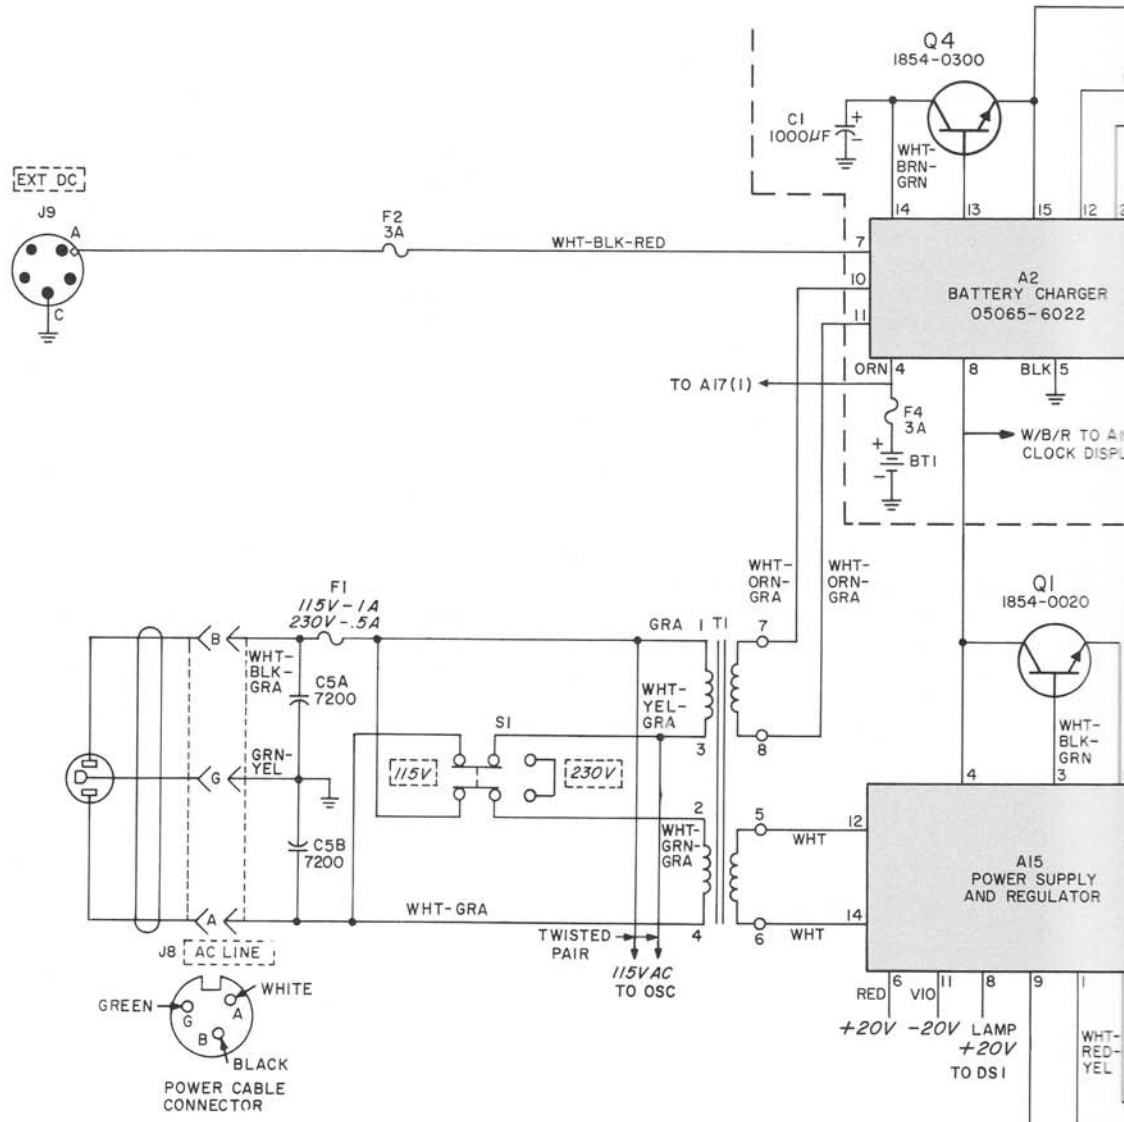 Q4
1854-0300
C1
1000µF
+
−
WHT-
BRN-
GRN
14
13
15
12
EXT DC
J9
A
C
F2
3A
WHT-BLK-RED
7
10
11
A2
BATTERY CHARGER
05065-6022
ORN
4
8
BLK
5
TO A17(1)
F4
3A
+
−
BT1
W/B/R TO
CLOCK
WHT-
ORN-
GRA
WHT-
ORN-
GRA
Q1
1854-0020
F1
115V-1A
230V-.5A
B
WHT-
BLK-
GRA
C5A
7200
GRN-
YEL
D
G
C5B
7200
A
WHT-GRA
S1
115V
230V
GRA
1
T1
7
WHT-
YEL-
GRA
3
8
2
WHT-
GRN-
GRA
4
5
WHT
6
WHT
TWISTED
PAIR
115VAC
TO OSC
WHT-
BLK-
GRN
4
3
12
14
A15
POWER SUPPLY
AND REGULATOR
6
11
8
9
1
RED
VIO
+20V
-20V
LAMP
+20V
TO DS1
WHT-
RED-
YEL
J8
AC LINE
WHITE
GREEN
G
A
B
BLACK
POWER CABLE
CONNECTOR